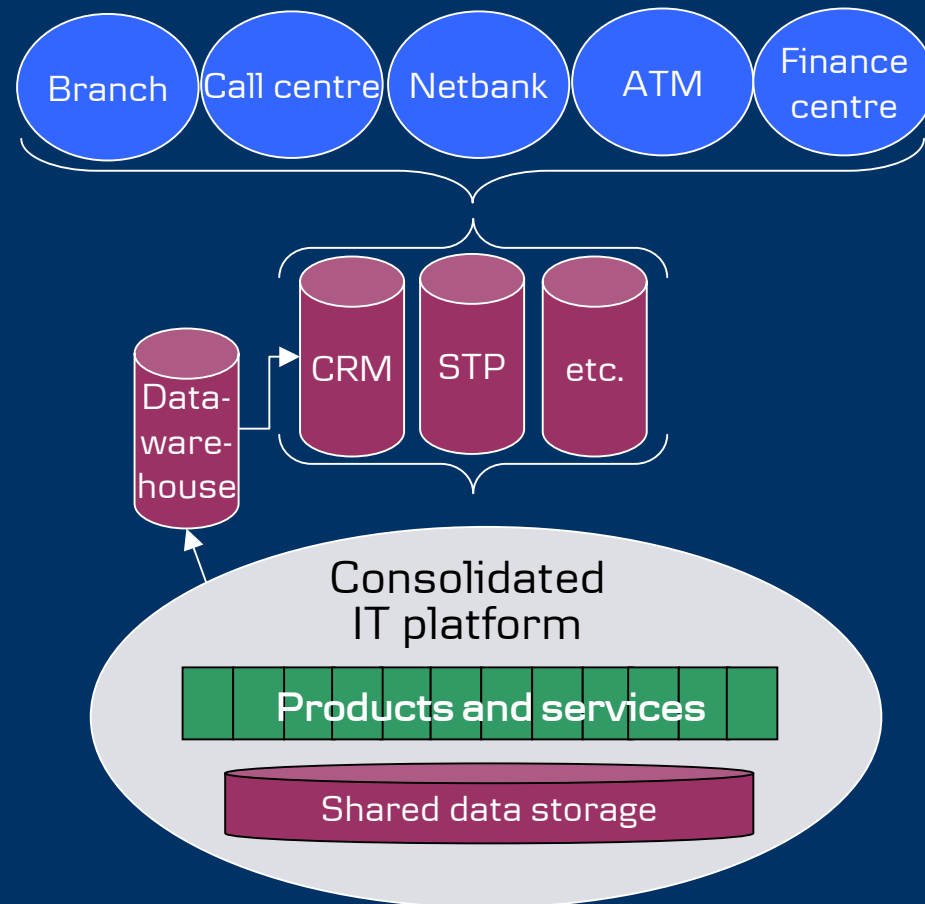 Branch
Call centre
Netbank
ATM
Finance
centre
CRM
STP
etc.
Data-
ware-
house
Consolidated
IT platform
Products and services
Shared data storage